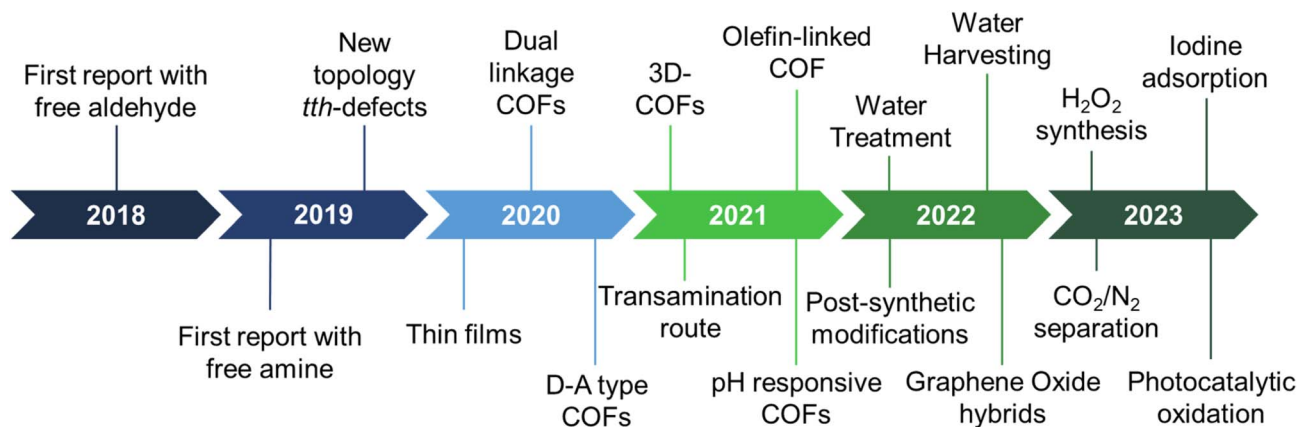 First report with
free aldehyde
New
topology
tth-defects
Dual
linkage
COFs
3D-
COFs
Olefin-linked
COF
Water
Treatment
Water
Harvesting
H₂O₂
synthesis
Iodine
adsorption
2018
2019
2020
2021
2022
2023
First report with
free amine
Thin films
D-A type
COFs
Transamination
route
pH responsive
COFs
Post-synthetic
modifications
Graphene Oxide
hybrids
CO₂/N₂
separation
Photocatalytic
oxidation